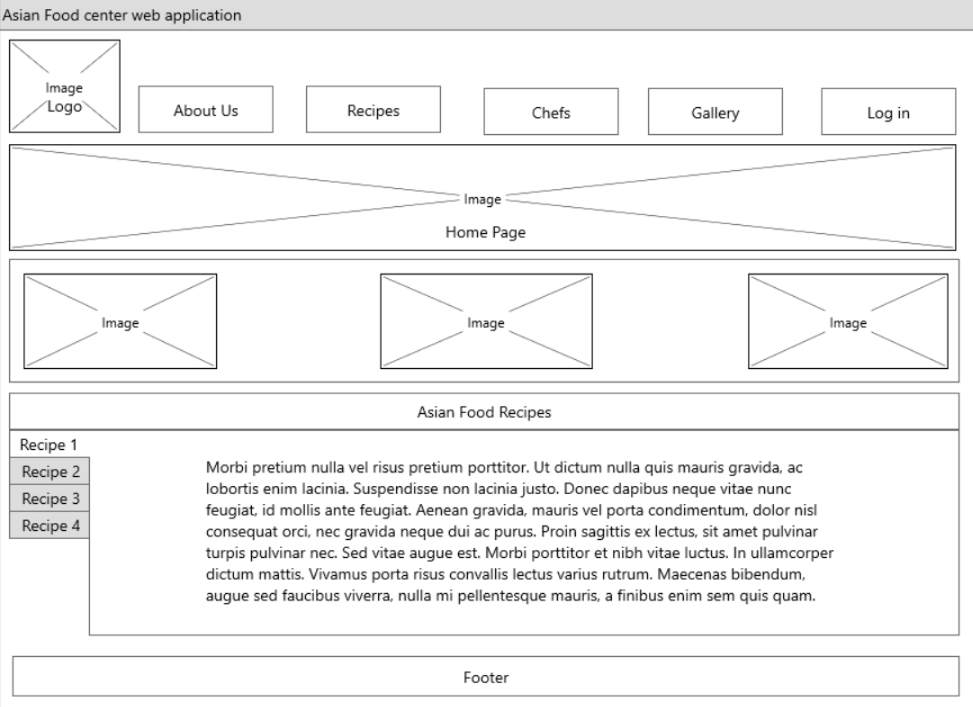 Asian Food center web application
Image
Logo
About Us
Recipes
Chefs
Gallery
Log in
Image
Home Page
Image
Image
Image
Asian Food Recipes
Recipe 1
Recipe 2
Recipe 3
Recipe 4
Morbi pretium nulla vel risus pretium porttitor. Ut dictum nulla quis mauris gravida, ac
lobortis enim lacinia. Suspendisse non lacinia justo. Donec dapibus neque vitae nunc
feugiat, id mollis ante feugiat. Aenean gravida, mauris vel porta condimentum, dolor nisl
consequat orci, nec gravida neque dui ac purus. Proin sagittis ex lectus, sit amet pulvinar
turpis pulvinar nec. Sed vitae augue est. Morbi porttitor et nibh vitae luctus. In ullamcorper
dictum mattis. Vivamus porta risus convallis lectus varius rutrum. Maecenas bibendum,
augue sed faucibus viverra, nulla mi pellentesque mauris, a finibus enim sem quis quam.
Footer